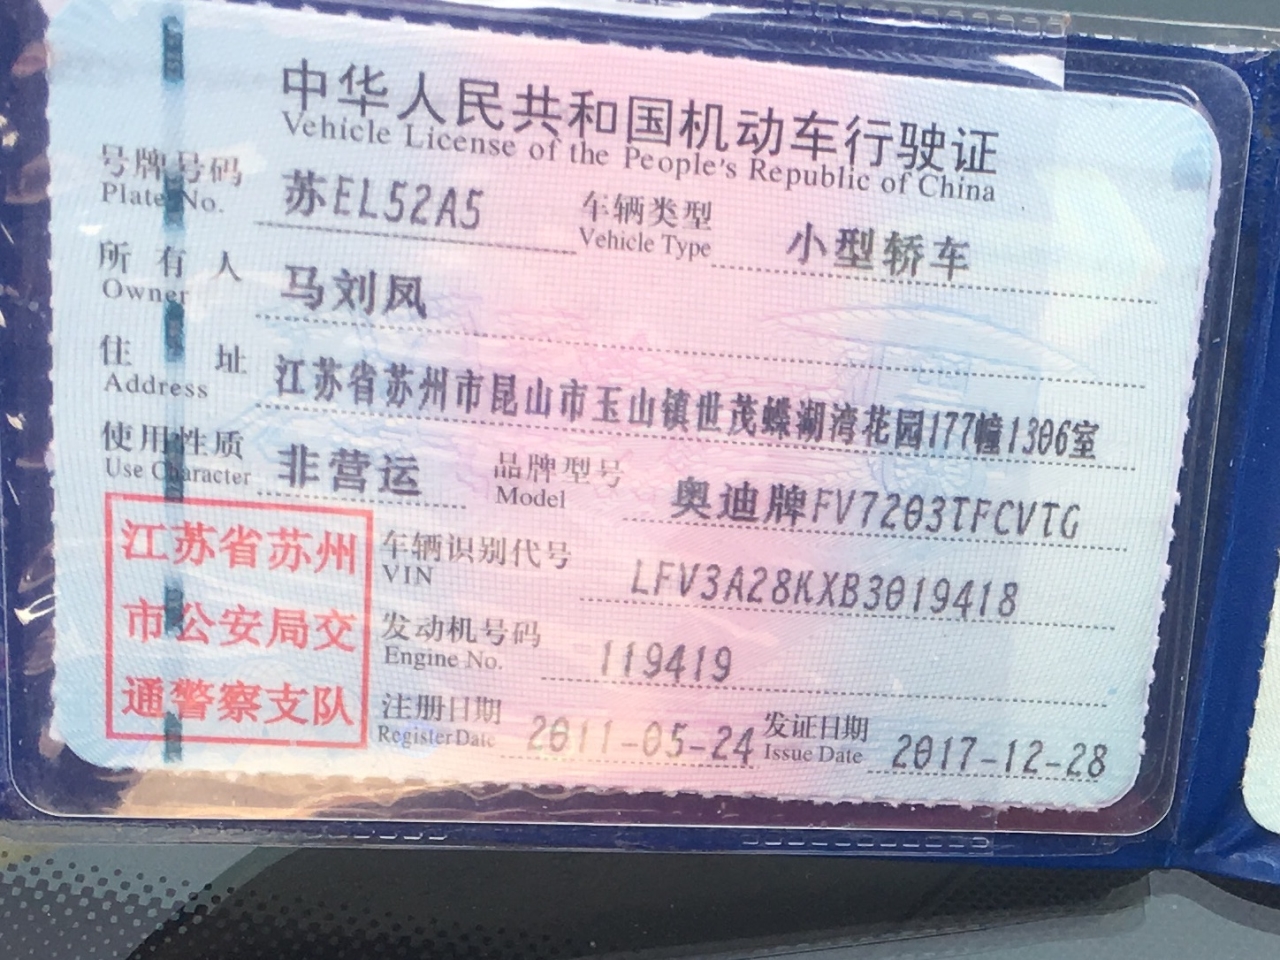 中华人民共和国机动车行驶证
Vehicle License of the People's Republic of China
号牌号码 苏EL52A5 车辆类型 小型轿车
Plate No. Vehicle Type
所有人 马刘凤
Owner
住址 江苏省苏州市昆山市玉山镇世茂蝶湖湾花园177幢1306室
Address
使用性质 非营运 品牌型号 奥迪牌FV7203TFCVTG
Use Character Model
江苏省苏州
市公安局交
通警察支队
车辆识别代号 LFV3A28KXB3019418
VIN
发动机号码 119419
Engine No.
注册日期 2011-05-24 发证日期 2017-12-28
Register Date Issue Date